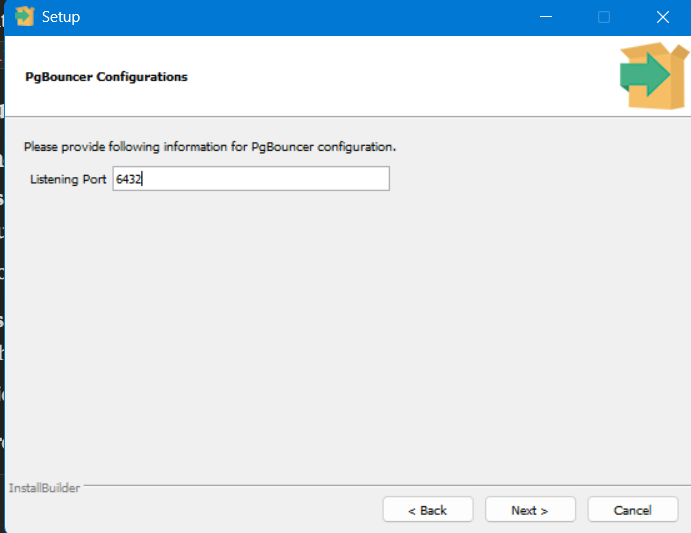 Setup
PgBouncer Configurations
Please provide following information for PgBouncer configuration.
Listening Port 6432
InstallBuilder
< Back Next > Cancel